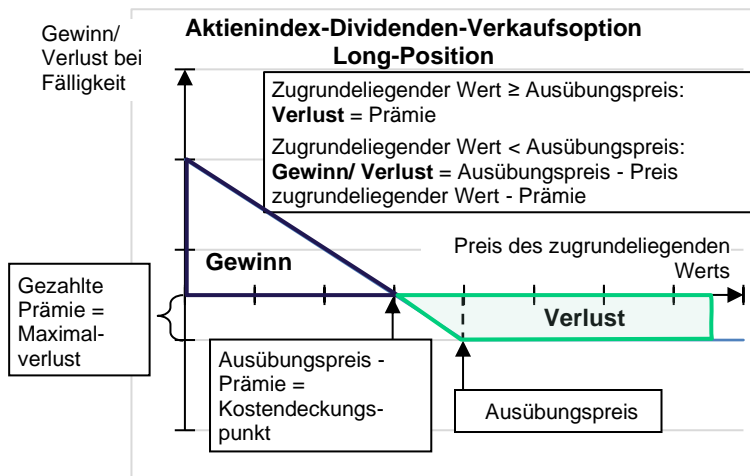 Gewinn/
Verlust bei
Fälligkeit
Aktienindex-Dividenden-Verkaufsoption
Long-Position
Zugrundeliegender Wert ≥ Ausübungspreis:
Verlust = Prämie
Zugrundeliegender Wert < Ausübungspreis:
Gewinn/ Verlust = Ausübungspreis - Preis
zugrundeliegender Wert - Prämie
Preis des zugrundeliegenden
Werts
Gewinn
Gezahlte
Prämie =
Maximal-
verlust
Verlust
Ausübungspreis -
Prämie =
Kostendeckungs-
punkt
Ausübungspreis